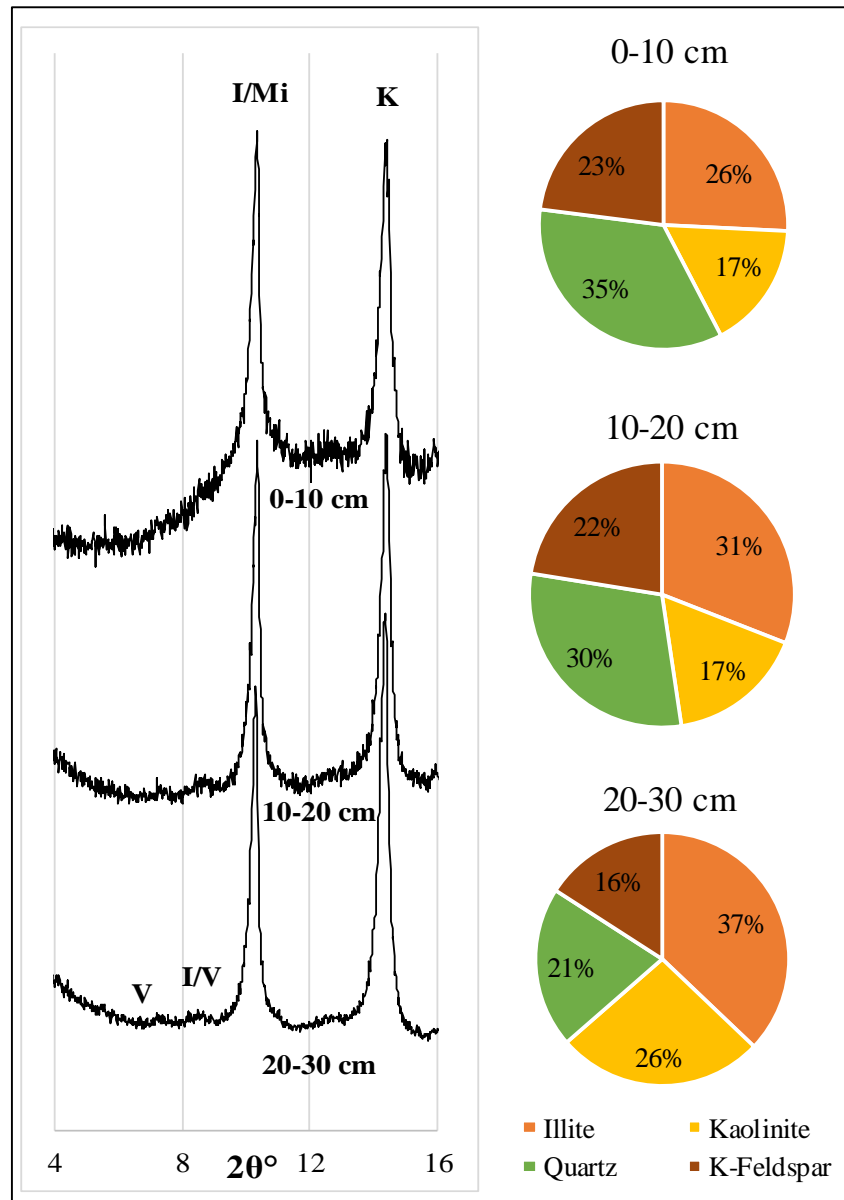 I/Mi
K
0-10 cm
10-20 cm
V
I/V
20-30 cm
4
8
2θ°
12
16
0-10 cm
23%
26%
35%
17%
10-20 cm
22%
31%
30%
17%
20-30 cm
16%
37%
21%
26%
Illite
Kaolinite
Quartz
K-Feldspar